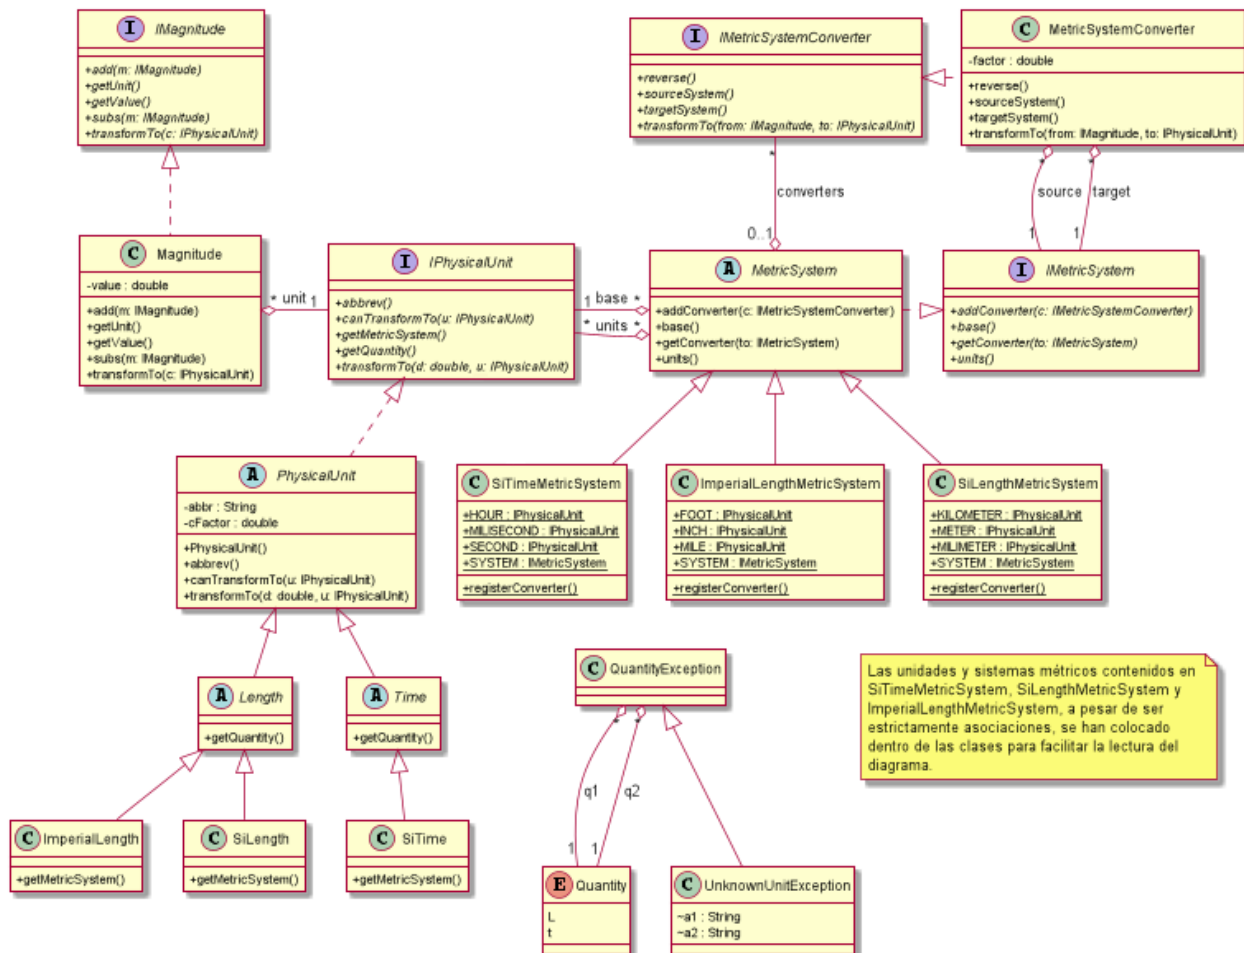 I IMagnitude
+add(m: IMagnitude)
+getUnit()
+getValue()
+subs(m: IMagnitude)
+transformTo(c: IPhysicalUnit)
I IMetricSystemConverter
+reverse()
+sourceSystem()
+targetSystem()
+transformTo(from: IMagnitude, to: IPhysicalUnit)
C MetricSystemConverter
-factor : double
+reverse()
+sourceSystem()
+targetSystem()
+transformTo(from: IMagnitude, to: IPhysicalUnit)
*
converters
0..1
* *
source target
1 1
C Magnitude
-value : double
+add(m: IMagnitude)
+getUnit()
+getValue()
+subs(m: IMagnitude)
+transformTo(c: IPhysicalUnit)
* unit 1
I IPhysicalUnit
+abbrev()
+canTransformTo(u: IPhysicalUnit)
+getMetricSystem()
+getQuantity()
+transformTo(d: double, u: IPhysicalUnit)
1 base *
* units *
A MetricSystem
+addConverter(c: IMetricSystemConverter)
+base()
+getConverter(to: IMetricSystem)
+units()
I IMetricSystem
+addConverter(c: IMetricSystemConverter)
+base()
+getConverter(to: IMetricSystem)
+units()
A PhysicalUnit
-abbr : String
-cFactor : double
+PhysicalUnit()
+abbrev()
+canTransformTo(u: IPhysicalUnit)
+transformTo(d: double, u: IPhysicalUnit)
C SiTimeMetricSystem
+HOUR : IPhysicalUnit
+MILISECOND : IPhysicalUnit
+SECOND : IPhysicalUnit
+SYSTEM : IMetricSystem
+registerConverter()
C ImperialLengthMetricSystem
+FOOT : IPhysicalUnit
+INCH : IPhysicalUnit
+MILE : IPhysicalUnit
+SYSTEM : IMetricSystem
+registerConverter()
C SiLengthMetricSystem
+KILOMETER : IPhysicalUnit
+METER : IPhysicalUnit
+MILIMETER : IPhysicalUnit
+SYSTEM : IMetricSystem
+registerConverter()
A Length
+getQuantity()
A Time
+getQuantity()
C QuantityException
Las unidades y sistemas métricos contenidos en
SiTimeMetricSystem, SiLengthMetricSystem y
ImperialLengthMetricSystem, a pesar de ser
estrictamente asociaciones, se han colocado
dentro de las clases para facilitar la lectura del
diagrama.
* *
q1 q2
1 1
C ImperialLength
+getMetricSystem()
C SiLength
+getMetricSystem()
C SiTime
+getMetricSystem()
E Quantity
L
t
C UnknownUnitException
~a1 : String
~a2 : String